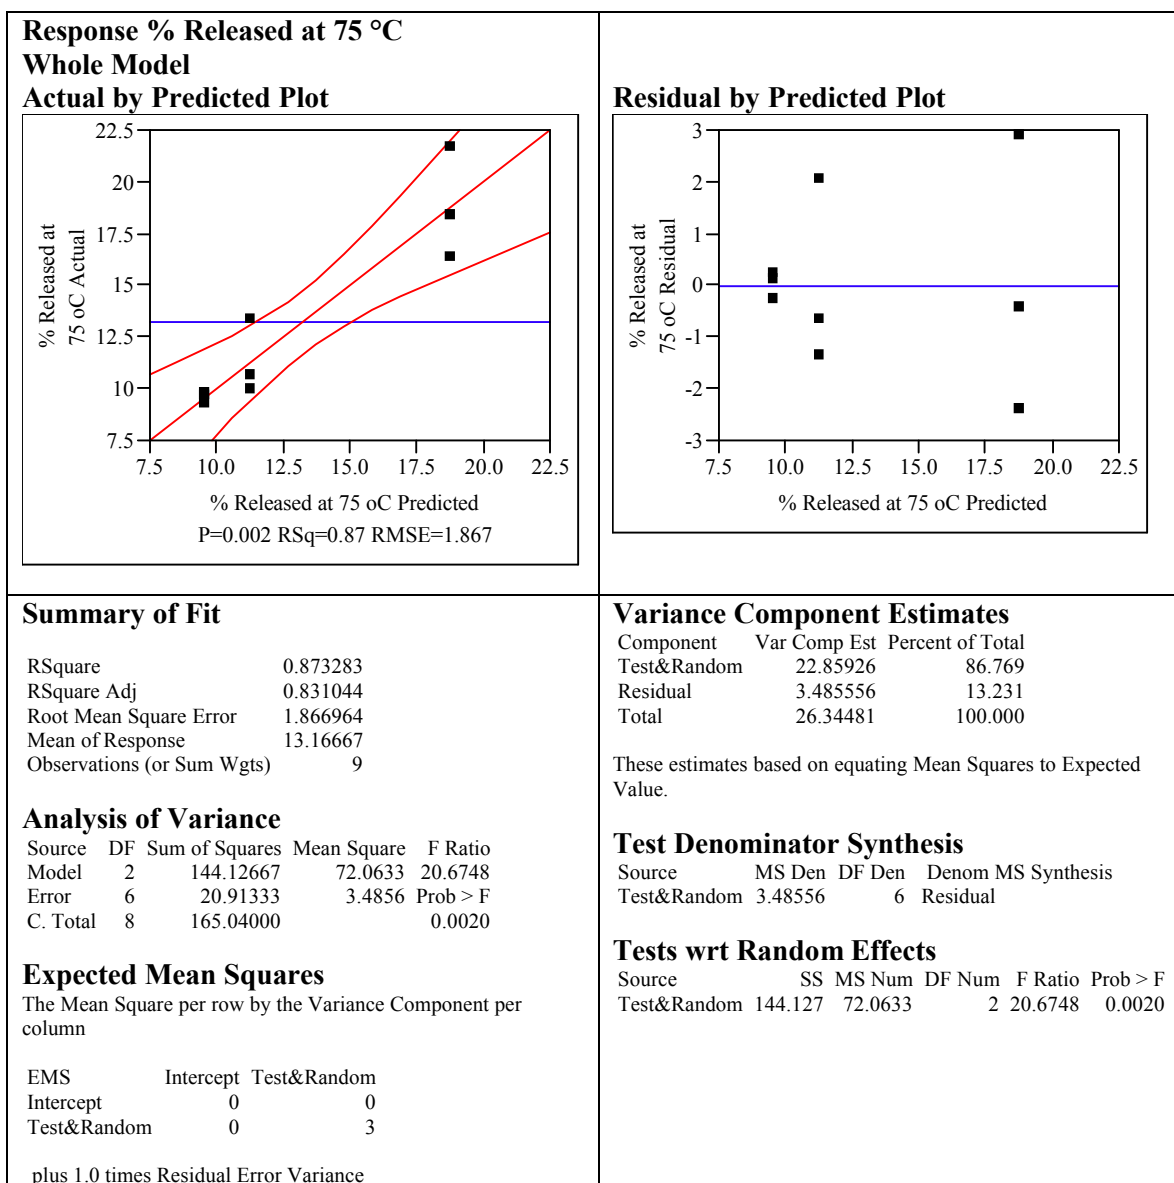 Response % Released at 75 °C
Whole Model
Actual by Predicted Plot
22.5
20
17.5
15
12.5
10
7.5
% Released at
75 oC Actual
7.5 10.0 12.5 15.0 17.5 20.0 22.5
% Released at 75 oC Predicted
P=0.002 RSq=0.87 RMSE=1.867
Residual by Predicted Plot
3
2
1
0
-1
-2
-3
% Released at
75 oC Residual
7.5 10.0 12.5 15.0 17.5 20.0 22.5
% Released at 75 oC Predicted
Summary of Fit
RSquare 0.873283
RSquare Adj 0.831044
Root Mean Square Error 1.866964
Mean of Response 13.16667
Observations (or Sum Wgts) 9
Analysis of Variance
Source DF Sum of Squares Mean Square F Ratio
Model 2 144.12667 72.0633 20.6748
Error 6 20.91333 3.4856 Prob > F
C. Total 8 165.04000 0.0020
Expected Mean Squares
The Mean Square per row by the Variance Component per
column
EMS Intercept Test&Random
Intercept 0 0
Test&Random 0 3
plus 1.0 times Residual Error Variance
Variance Component Estimates
Component Var Comp Est Percent of Total
Test&Random 22.85926 86.769
Residual 3.485556 13.231
Total 26.34481 100.000
These estimates based on equating Mean Squares to Expected
Value.
Test Denominator Synthesis
Source MS Den DF Den Denom MS Synthesis
Test&Random 3.48556 6 Residual
Tests wrt Random Effects
Source SS MS Num DF Num F Ratio Prob > F
Test&Random 144.127 72.0633 2 20.6748 0.0020